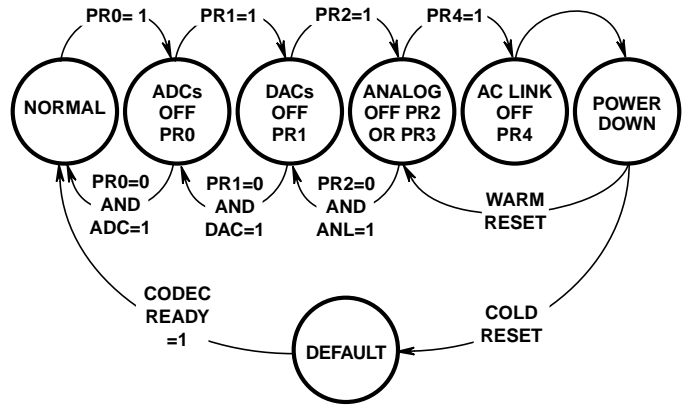 PR0= 1
PR1=1
PR2=1
PR4=1
NORMAL
ADCs
OFF
PR0
DACs
OFF
PR1
ANALOG
OFF PR2
OR PR3
AC LINK
OFF
PR4
POWER
DOWN
PR0=0
AND
ADC=1
PR1=0
AND
DAC=1
PR2=0
AND
ANL=1
WARM
RESET
CODEC
READY
=1
DEFAULT
COLD
RESET